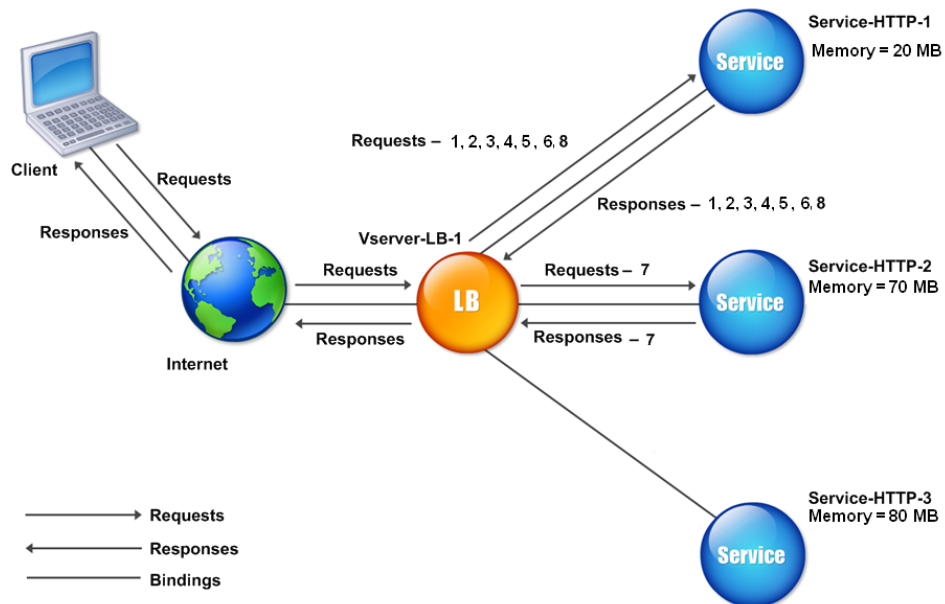 Service-HTTP-1
Memory = 20 MB
Service
Requests – 1, 2, 3, 4, 5 , 6, 8
Client
Requests
Responses
Responses – 1, 2, 3, 4, 5 , 6, 8
Vserver-LB-1
Service-HTTP-2
Memory = 70 MB
Requests
LB
Requests – 7
Service
Responses
Responses – 7
Internet
Service-HTTP-3
Memory = 80 MB
Service
Requests
Responses
Bindings